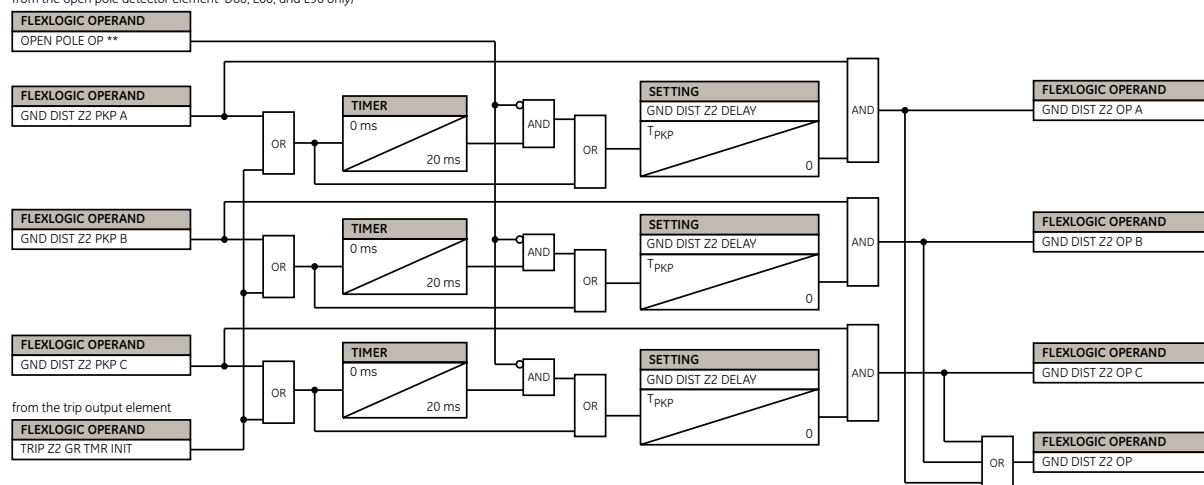 from the open pole detector element D60, L60, and L90 only)
FLEXLOGIC OPERAND
OPEN POLE OP **
FLEXLOGIC OPERAND
GND DIST Z2 PKP A
OR
TIMER
0 ms
20 ms
AND
OR
SETTING
GND DIST Z2 DELAY
TPKP
0
AND
FLEXLOGIC OPERAND
GND DIST Z2 OP A
FLEXLOGIC OPERAND
GND DIST Z2 PKP B
OR
TIMER
0 ms
20 ms
AND
OR
SETTING
GND DIST Z2 DELAY
TPKP
0
AND
FLEXLOGIC OPERAND
GND DIST Z2 OP B
FLEXLOGIC OPERAND
GND DIST Z2 PKP C
OR
TIMER
0 ms
20 ms
AND
OR
SETTING
GND DIST Z2 DELAY
TPKP
0
AND
FLEXLOGIC OPERAND
GND DIST Z2 OP C
from the trip output element
FLEXLOGIC OPERAND
TRIP Z2 GR TMR INIT
OR
FLEXLOGIC OPERAND
GND DIST Z2 OP